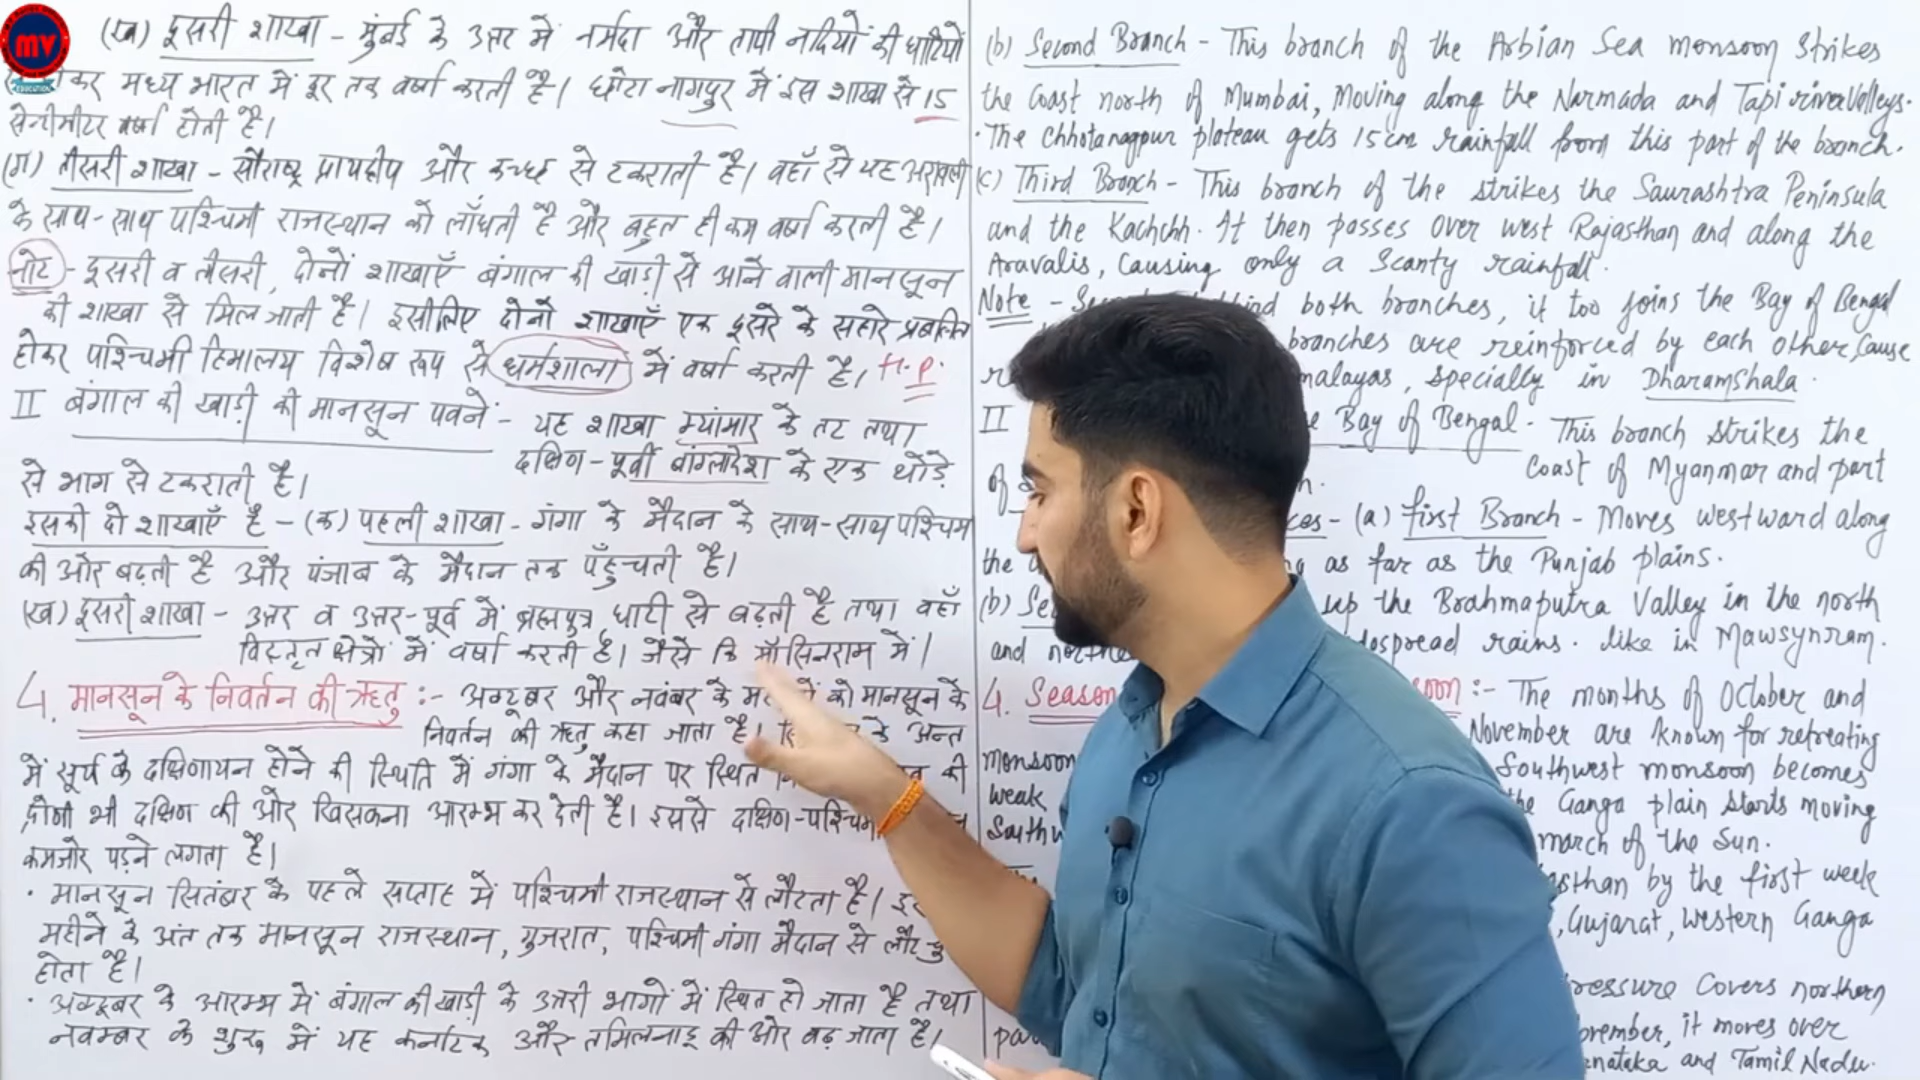 MV
EDUCATION
(ख) दूसरी शाखा - मुंबई के उत्तर में नर्मदा और तापी नदियों की घाटियों
होकर मध्य भारत में दूर तक वर्षा करती है। छोटा नागपुर में इस शाखा से 15
सेन्टीमीटर वर्षा होती है।
(ग) तीसरी शाखा - सौराष्ट्र प्रायद्वीप और कच्छ से टकराती है। वहाँ से यह अरावली
के साथ-साथ पश्चिमी राजस्थान को लाँघती है और बहुत ही कम वर्षा करती है।
नोट - दूसरी व तीसरी, दोनों शाखाएँ बंगाल की खाड़ी से आने वाली मानसून
की शाखा से मिल जाती है। इसीलिए दोनों शाखाएँ एक दूसरे के सहारे प्रबलित
होकर पश्चिमी हिमालय विशेष रूप से धर्मशाला में वर्षा करती है। H.P.
II बंगाल की खाड़ी की मानसून पवनें - यह शाखा म्यांमार के तट तथा
दक्षिण-पूर्वी बांग्लादेश के एक थोड़े
से भाग से टकराती है।
इसकी दो शाखाएँ है - (क) पहली शाखा - गंगा के मैदान के साथ-साथ पश्चिम
की ओर बढ़ती है और पंजाब के मैदान तक पहुँचती है।
(ख) दूसरी शाखा - उत्तर व उत्तर-पूर्व में ब्रह्मपुत्र घाटी से बढ़ती है तथा वहाँ
विस्तृत क्षेत्रों में वर्षा करती है। जैसे कि मॉसिनराम में।
4. मानसून के निवर्तन की ऋतु :- अक्टूबर और नवंबर के को मानसून के
निवर्तन की ऋतु कहा जाता है। के अन्त
में सूर्य के दक्षिणायन होने की स्थिति में गंगा के मैदान पर स्थित की
द्रोणी भी दक्षिण की ओर खिसकना आरम्भ कर देती है। इससे दक्षिण-पश्चिमी
कमजोर पड़ने लगता है।
· मानसून सितंबर के पहले सप्ताह में पश्चिमी राजस्थान से लौटता है।
महीने के अंत तक मानसून राजस्थान, गुजरात, पश्चिमी गंगा मैदान से लौट
होता है।
· अक्टूबर के आरम्भ में बंगाल की खाड़ी के उत्तरी भागों में स्थित हो जाता है तथा
नवम्बर के शुरू में यह कर्नाटक और तमिलनाडू की ओर बढ़ जाता है।
(b) Second Branch - This branch of the Arbian Sea monsoon strikes
the Coast north of Mumbai, Moving along the Narmada and Tapi river Valleys.
· The Chhotanagpur plateau gets 15 cm rainfall from this part of the branch.
(c) Third Branch - This branch of the strikes the Saurashtra Peninsula
and the Kachchh. It then passes over west Rajasthan and along the
Aravalis, Causing only a Scanty rainfall.
Note - both branches, it too joins the Bay of Bengal
branches are reinforced by each other, Cause
malayas, specially in Dharamshala.
II Bay of Bengal - This branch strikes the
Coast of Myanmar and part
of
- (a) First Branch - Moves westward along
the as far as the Punjab plains.
(b) up the Brahmaputra Valley in the north
and rains. like in Mawsynram.
4. Season :- The months of October and
November are known for retreating
monsoon Southwest monsoon becomes
weak the Ganga plain starts moving
march of the Sun.
by the first week
, Gujarat, Western Ganga
Covers northern
it moves over
and Tamil Nadu.